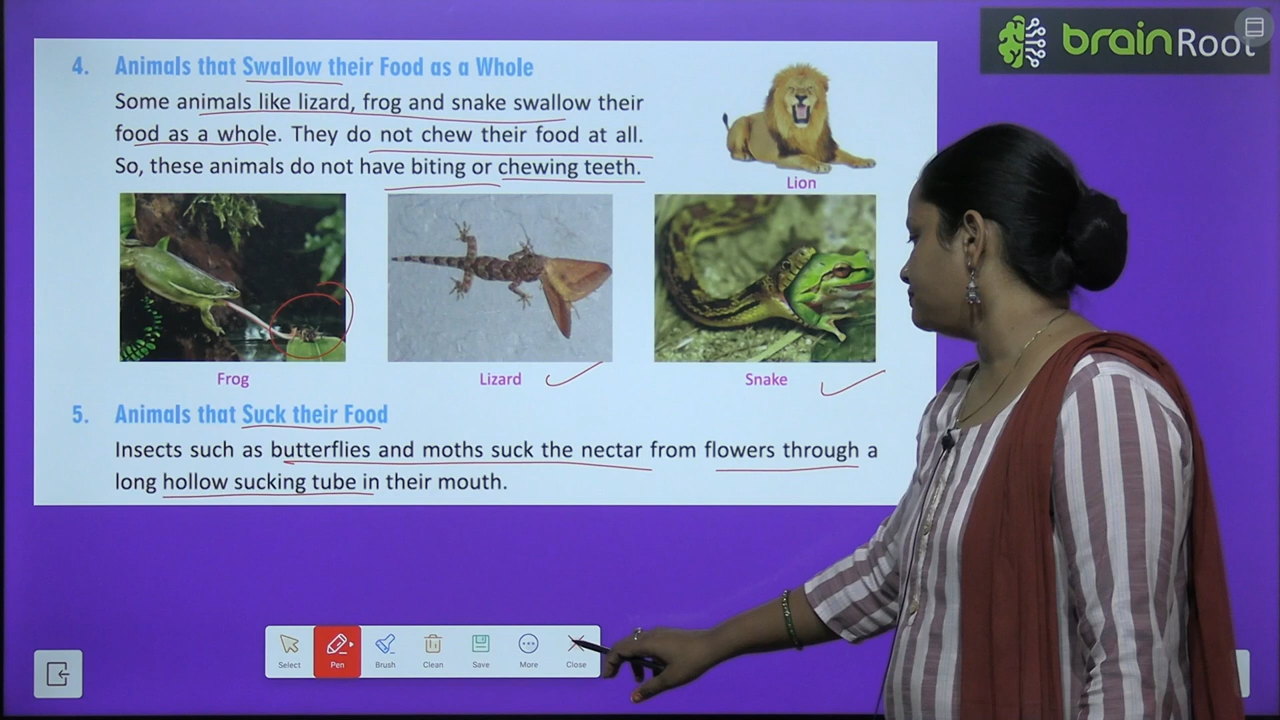 brainRoot
4. Animals that Swallow their Food as a Whole
Some animals like lizard, frog and snake swallow their
food as a whole. They do not chew their food at all.
So, these animals do not have biting or chewing teeth.
Lion
Frog
Lizard
Snake
5. Animals that Suck their Food
Insects such as butterflies and moths suck the nectar from flowers through a
long hollow sucking tube in their mouth.
Select
Pen
Brush
Clean
Save
More
Close